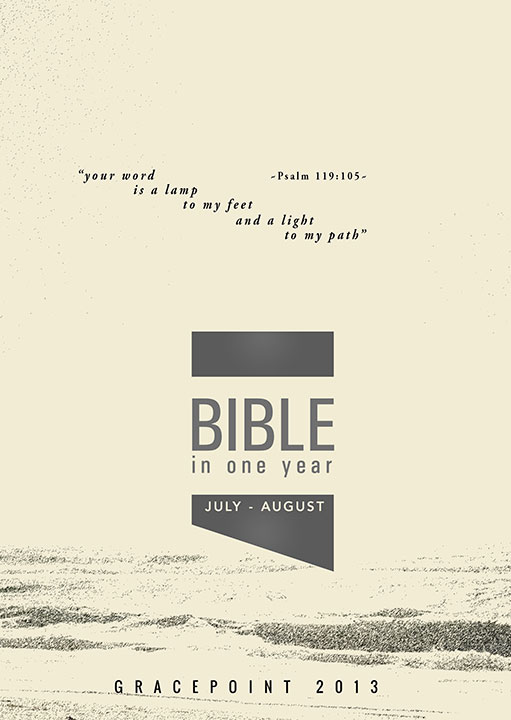 “your word ~Psalm 119:105~
is a lamp
to my feet
and a light
to my path”
BIBLE
in one year
JULY - AUGUST
GRACEPOINT 2013